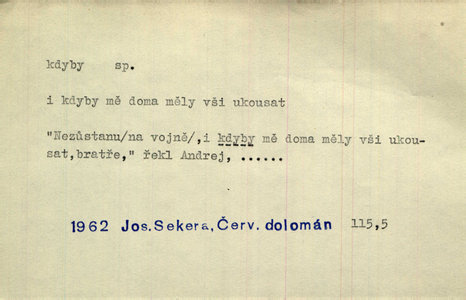 kdyby sp.
i kdyby mě doma měly vši ukousat
"Nezůstanu/na vojně/,i kdyby mě doma měly vši ukou-
sat,bratře," řekl Andrej, ......
1962 Jos.Sekera,Červ. dolomán 115,5